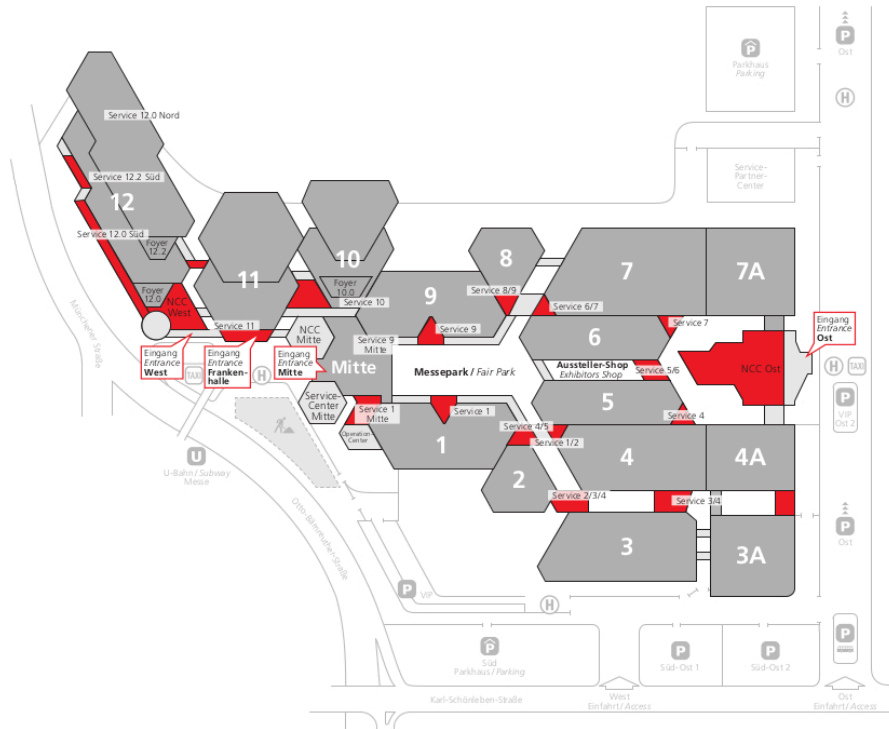 P
Ost
P
Parkhaus
Parking
H
Service-
Partner-
Center
Service 12.0 Nord
Service 12.2 Süd
12
Service 12.0 Süd
Foyer
12.2
Foyer
12.0
NCC
West
11
10
Foyer
10.0
Service 10
Service 11
9
Service 9
Service 9
Mitte
8
Service 8/9
7
7A
Service 6/7
Service 7
6
Eingang
Entrance
Ost
NCC Ost
H
TAXI
P
VIP
Ost 2
NCC
Mitte
Mitte
Messepark / Fair Park
Aussteller-Shop
Exhibitors Shop
Service 5/6
Eingang
Entrance
West
TAXI
Eingang
Entrance
Franken-
halle
H
Eingang
Entrance
Mitte
Service-
Center
Mitte
Operation-
Center
Service 1
Mitte
Service 1
1
5
Service 4
Service 4/5
Service 1/2
2
4
4A
Service 2/3/4
Service 3/4
3
3A
Münchener Straße
U
U-Bahn / Subway
Messe
Otto-Bärnreuther-Straße
P
Ost
P
VIP
H
P
Süd
Parkhaus / Parking
P
Süd-Ost 1
P
Süd-Ost 2
P
Karl-Schönleben-Straße
West
Einfahrt / Access
Ost
Einfahrt / Access